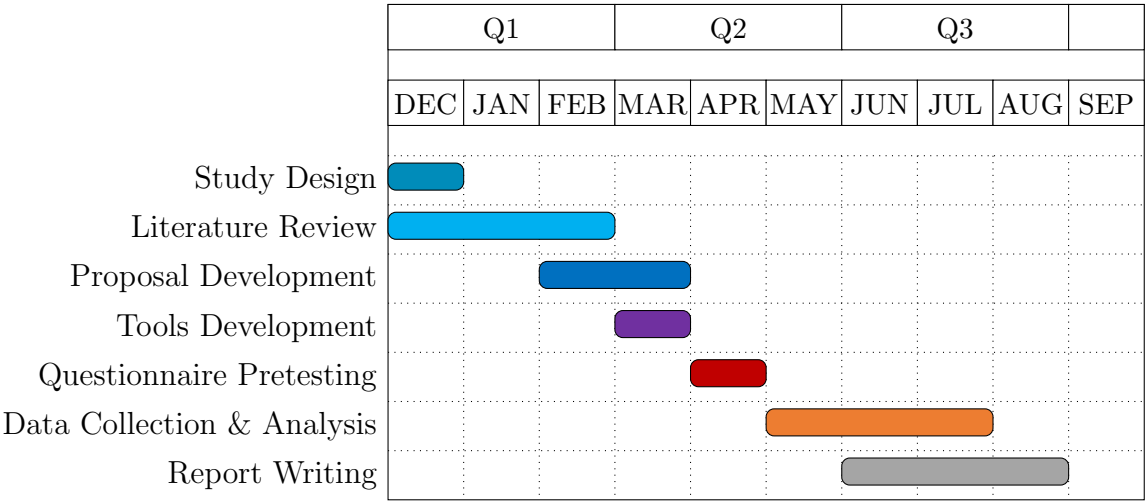 Q1 Q2 Q3
DEC JAN FEB MAR APR MAY JUN JUL AUG SEP
Study Design
Literature Review
Proposal Development
Tools Development
Questionnaire Pretesting
Data Collection & Analysis
Report Writing